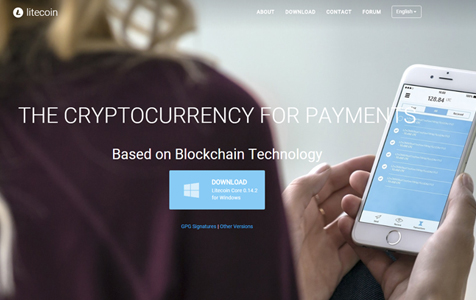 litecoin
ABOUT DOWNLOAD CONTACT FORUM English
THE CRYPTOCURRENCY FOR PAYMENTS
Based on Blockchain Technology
DOWNLOAD
Litecoin Core 0.14.2
for Windows
GPG Signatures | Other Versions
128.84